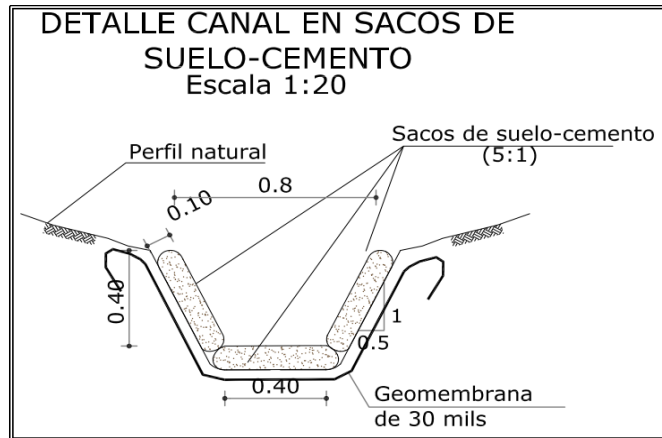 DETALLE CANAL EN SACOS DE
SUELO-CEMENTO
Escala 1:20
Sacos de suelo-cemento
(5:1)
Perfil natural
0.8
0.10
0.40
1
0.5
0.40
Geomembrana
de 30 mils